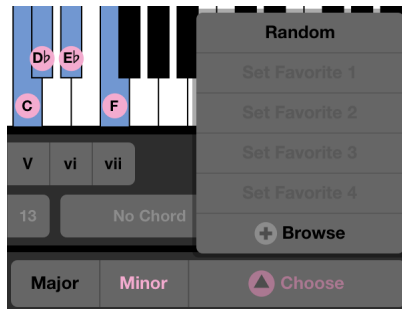 Random
D♭ E♭
Set Favorite 1
C F
Set Favorite 2
Set Favorite 3
V vi vii
Set Favorite 4
13 No Chord
Browse
Major Minor Choose